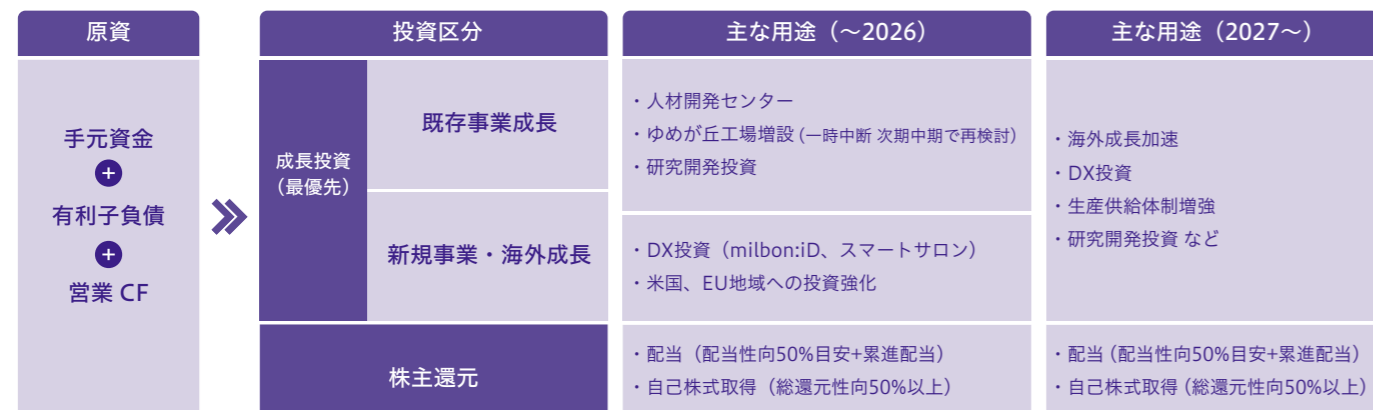 原資
手元資金
+
有利子負債
+
営業 CF
投資区分
成長投資
（最優先）
既存事業成長
新規事業・海外成長
株主還元
主な用途（～2026）
・人材開発センター
・ゆめが丘工場増設 (一時中断 次期中期で再検討)
・研究開発投資
・DX投資（milbon:iD、スマートサロン）
・米国、EU地域への投資強化
・配当（配当性向50%目安+累進配当）
・自己株式取得（総還元性向50%以上）
主な用途（2027～）
・海外成長加速
・DX投資
・生産供給体制増強
・研究開発投資 など
・配当（配当性向50%目安+累進配当）
・自己株式取得（総還元性向50%以上）